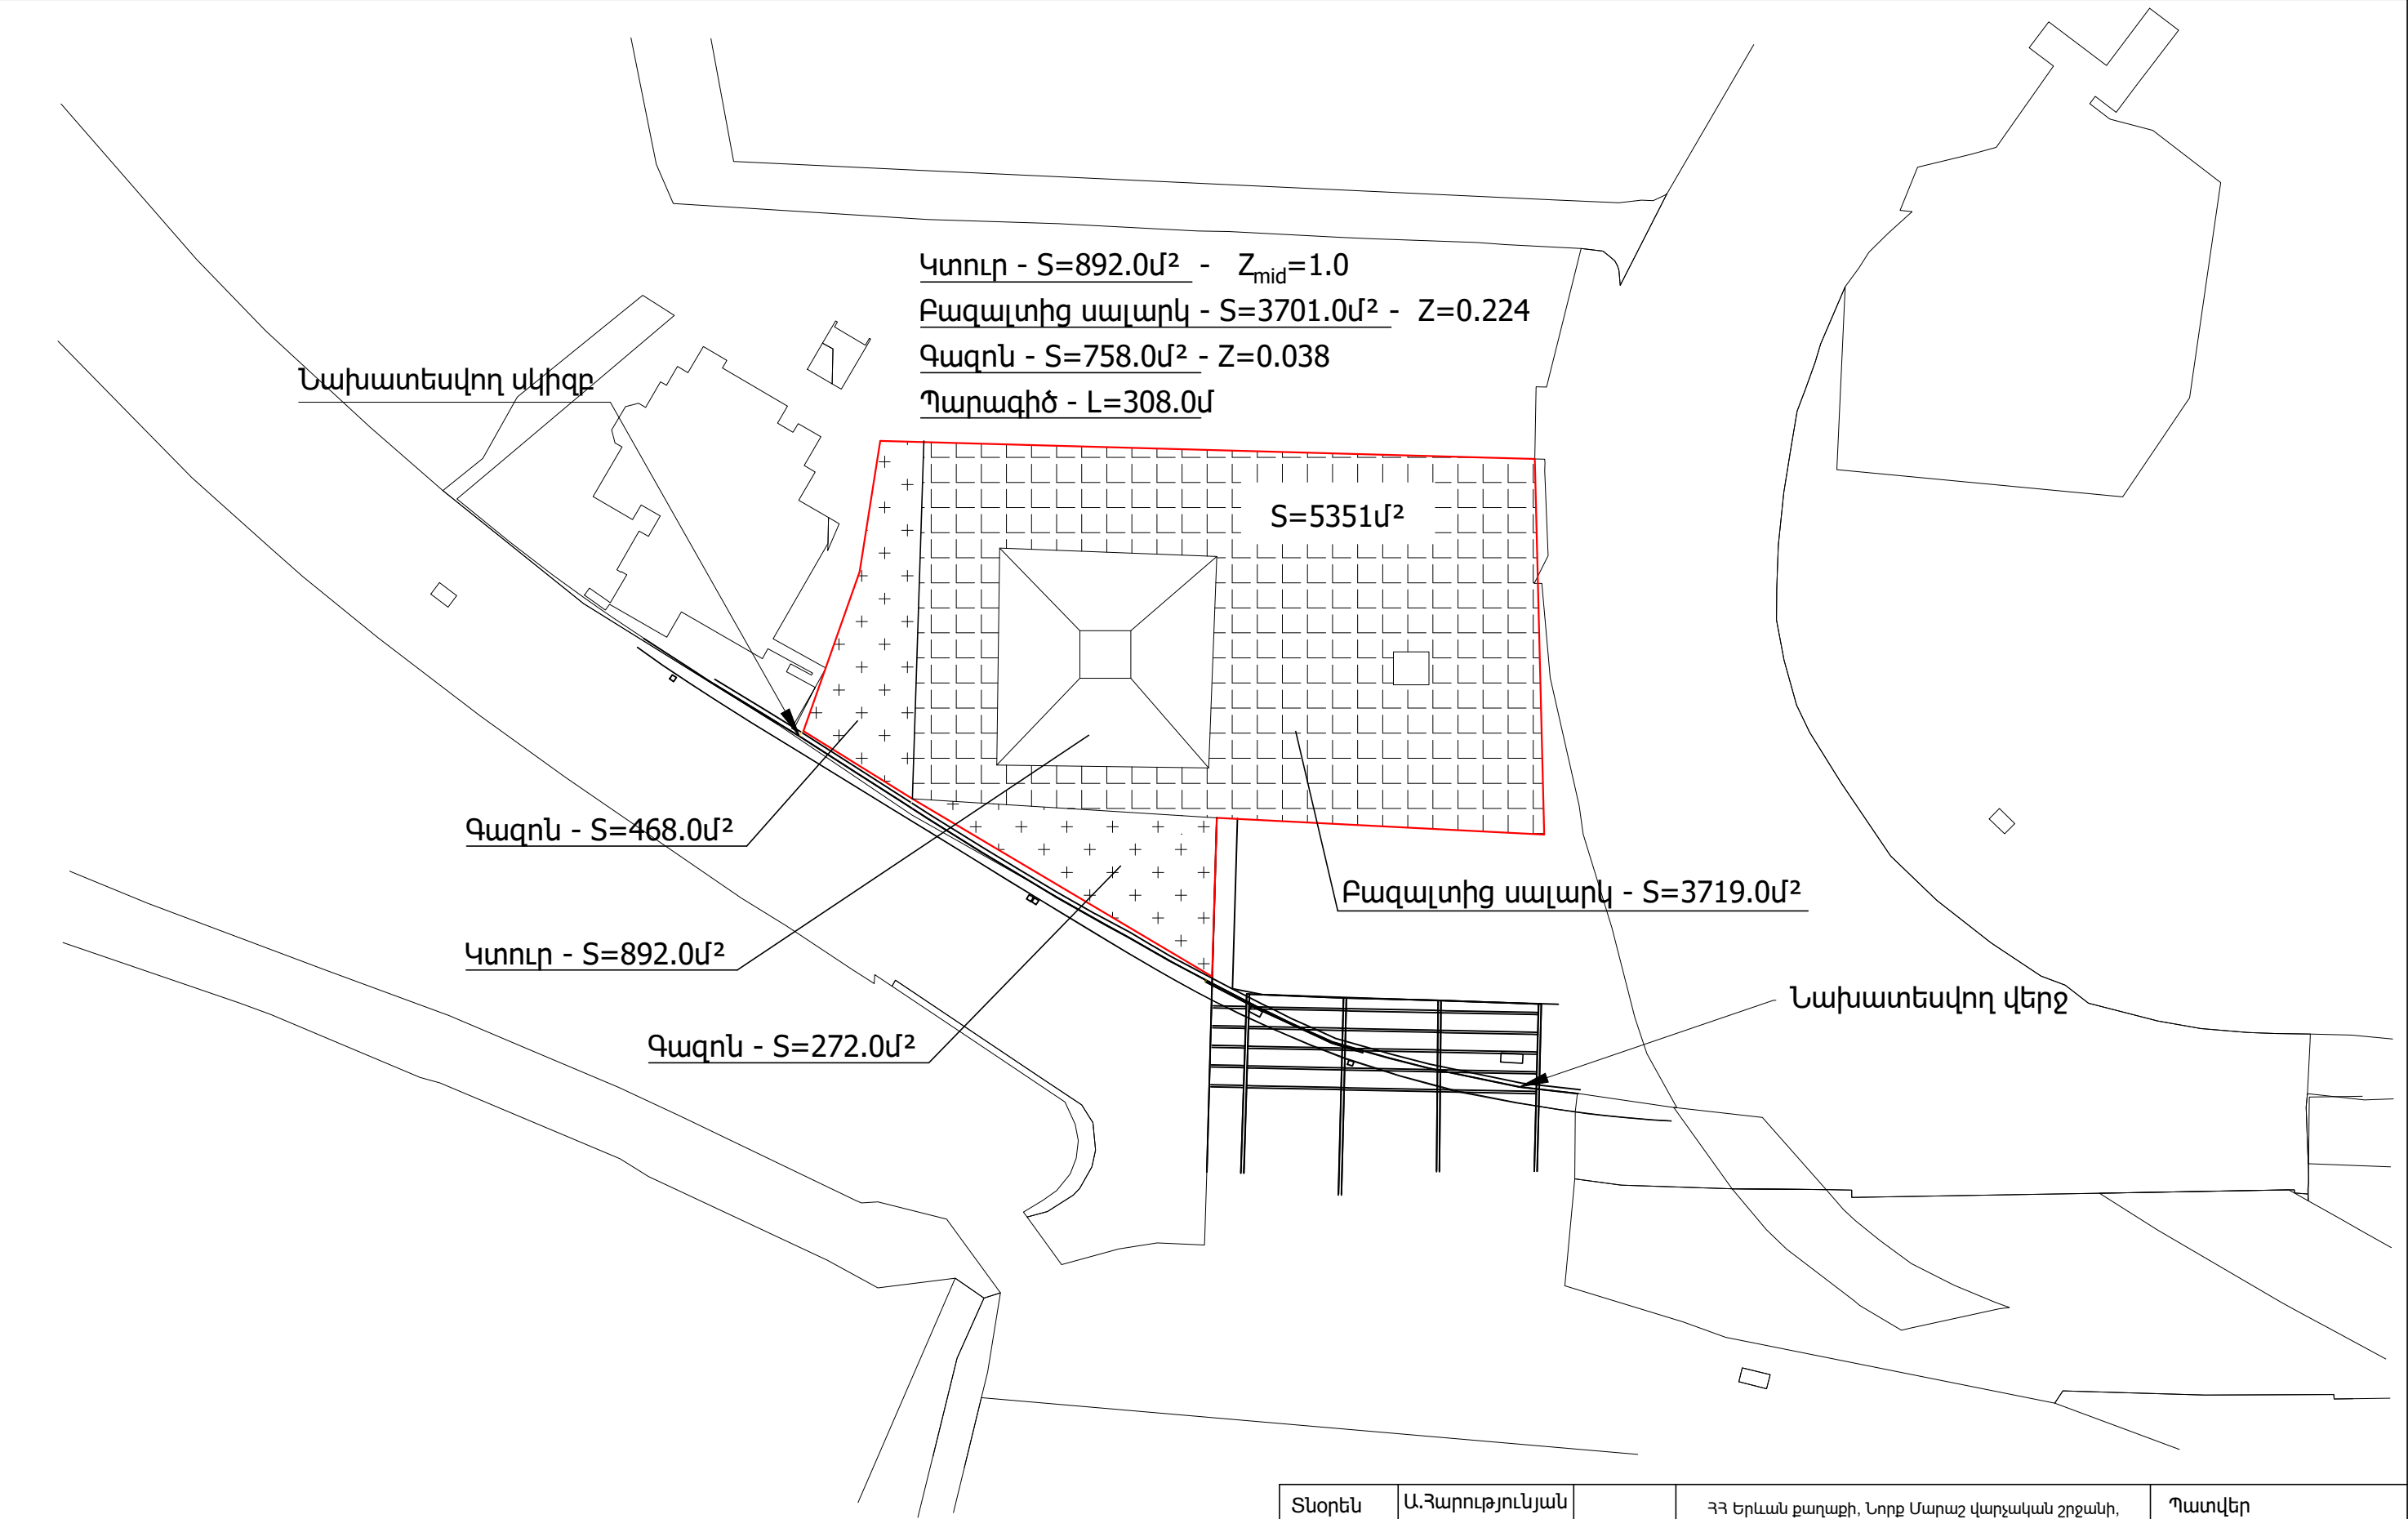 Կտուր - S=892.0մ² - Zmid=1.0
Բազալտից սալարկ - S=3701.0մ² - Z=0.224
Գազոն - S=758.0մ² - Z=0.038
Պարագիծ - L=308.0մ
Նախատեսվող սկիզբ
S=5351մ²
Գազոն - S=468.0մ²
Բազալտից սալարկ - S=3719.0մ²
Կտուր - S=892.0մ²
Նախատեսվող վերջ
Գազոն - S=272.0մ²
Տնօրեն
Ա.Հարությունյան
ՀՀ Երևան քաղաքի, Նորք Մարաշ վարչական շրջանի,
Պատվեր